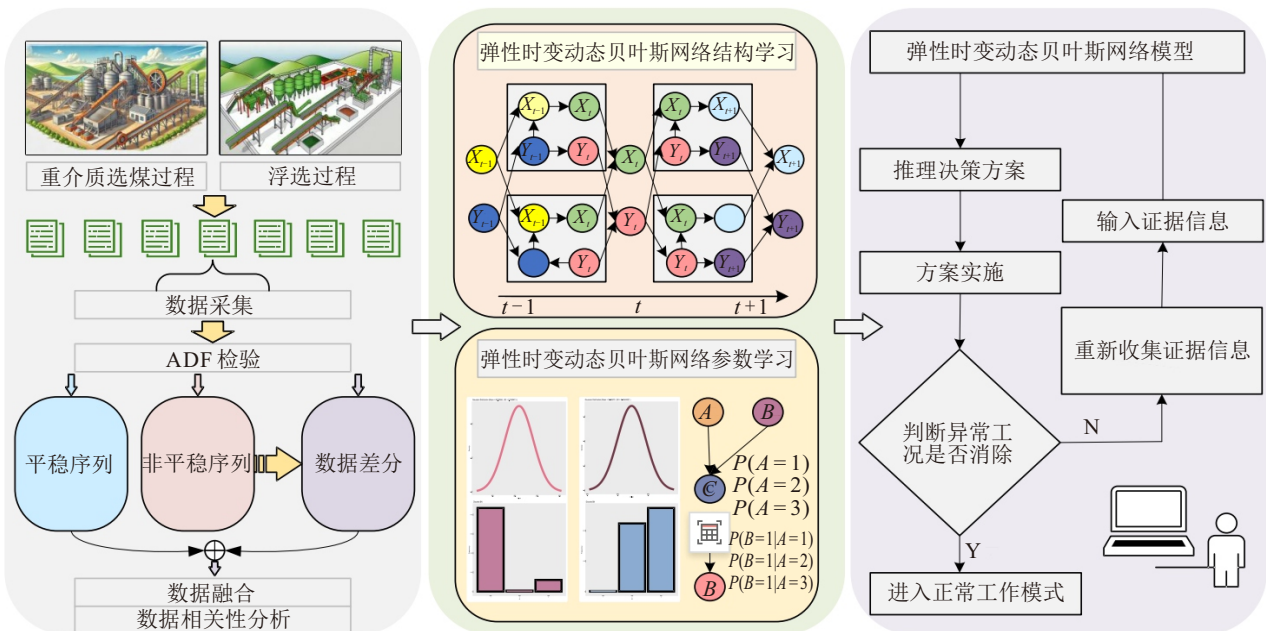 重介质选煤过程
浮选过程
数据采集
ADF 检验
平稳序列
非平稳序列
数据差分
数据融合
数据相关性分析
弹性时变动态贝叶斯网络结构学习
X_{t-1}
X_t
X_t
X_{t+1}
Y_{t-1}
Y_t
Y_t
Y_{t+1}
X_{t-1}
X_t
X_{t+1}
Y_{t-1}
Y_t
Y_{t+1}
X_{t-1}
X_t
X_t
Y_t
Y_t
Y_{t+1}
t-1
t
t+1
弹性时变动态贝叶斯网络参数学习
A
B
C
P(A=1)
P(A=2)
P(A=3)
P(B=1|A=1)
P(B=1|A=2)
P(B=1|A=3)
B
弹性时变动态贝叶斯网络模型
推理决策方案
输入证据信息
方案实施
重新收集证据信息
判断异常工
况是否消除
N
Y
进入正常工作模式